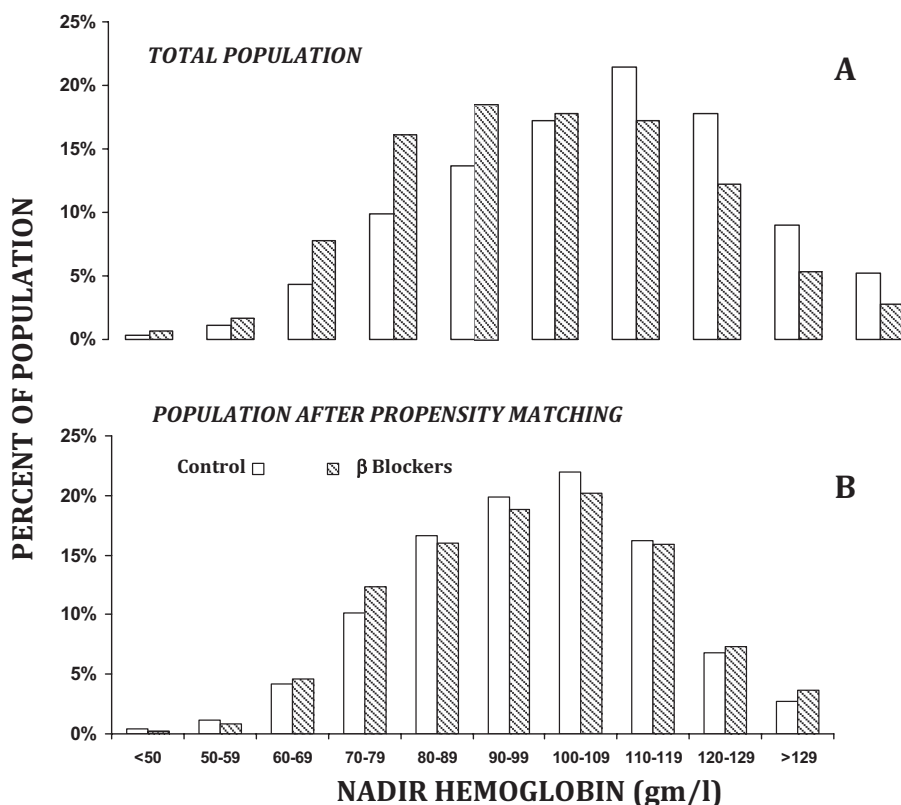 25%
TOTAL POPULATION
A
20%
15%
10%
5%
0%
PERCENT OF POPULATION
POPULATION AFTER PROPENSITY MATCHING
25%
Control
β Blockers
B
20%
15%
10%
5%
0%
<50 50-59 60-69 70-79 80-89 90-99 100-109 110-119 120-129 >129
NADIR HEMOGLOBIN (gm/l)